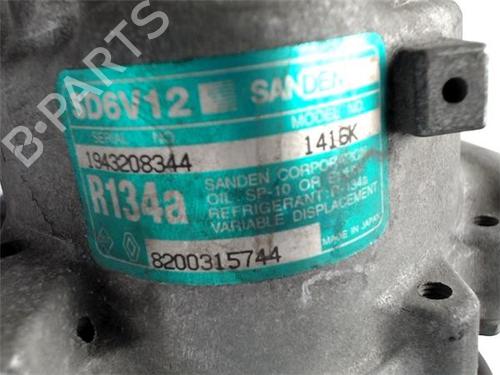 SD6V12 SANDEN
SERIAL NO. MODEL NO.
1943208344 1416K
R134a
SANDEN CORPORATION
OIL SP-10 OR
REFRIGERANT R-134a
VARIABLE DISPLACEMENT
MADE IN JAPAN
8200315744
B-PARTS